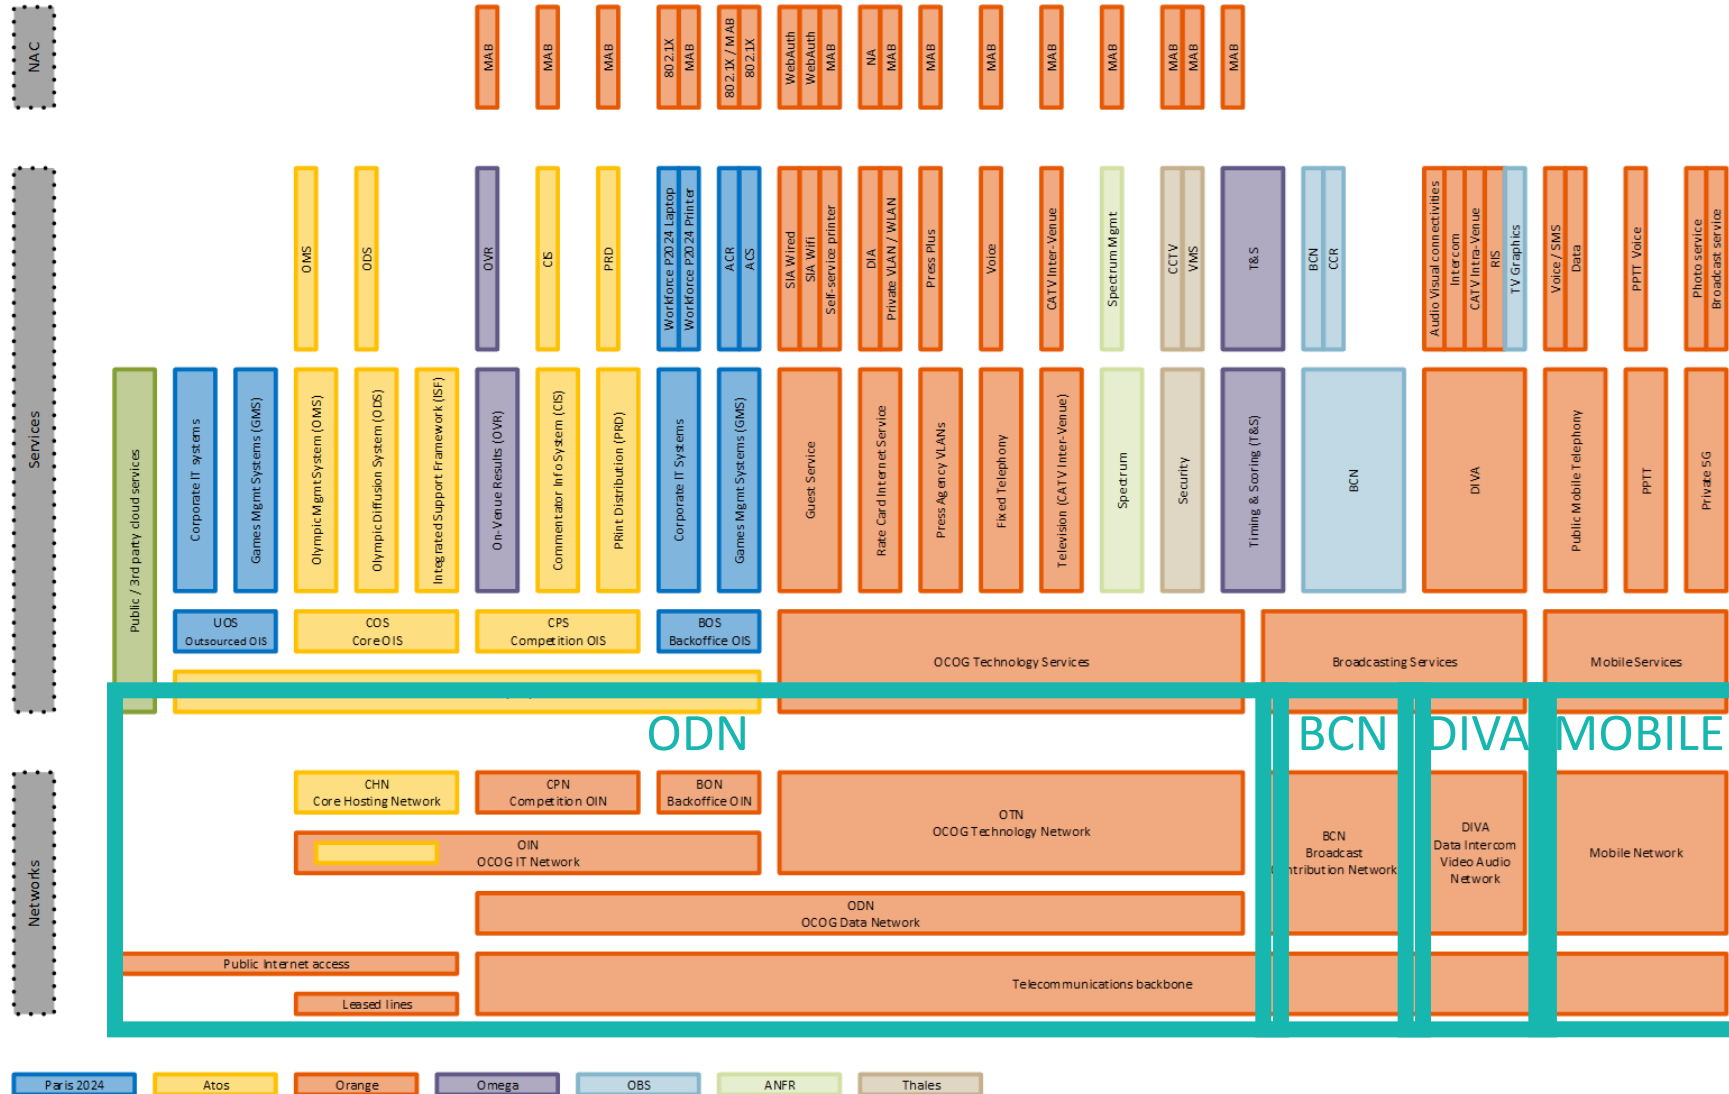 NAC
MAB
MAB
MAB
802.1X
MAB
802.1X / MAB
802.1X
WebAuth
WebAuth
MAB
NA
MAB
MAB
MAB
MAB
MAB
MAB
MAB
MAB
Services
OMS
ODS
OVR
CIS
PRD
Workforce P2024 Laptop
Workforce P2024 Printer
ACR
ACS
SIA Wired
SIA Wifi
Self-service printer
DIA
Private VLAN / WLAN
Press Plus
Voice
CATV Inter-Venue
Spectrum Mgmt
CCTV
VMS
T&S
BCN
CCR
Audio Visual connectivities
Intercom
CATV Intra-Venue
RIS
TV Graphics
Voice / SMS
Data
PPTT Voice
Photo service
Broadcast service
Public / 3rd party cloud services
Corporate IT systems
Games Mgmt Systems (GMS)
Olympic Mgmt System (OMS)
Olympic Diffusion System (ODS)
Integrated Support Framework (ISF)
On-Venue Results (OVR)
Commentator Info System (CIS)
PRint Distribution (PRD)
Corporate IT Systems
Games Mgmt Systems (GMS)
Guest Service
Rate Card Internet Service
Press Agency VLANs
Fixed Telephony
Television (CATV Inter-Venue)
Spectrum
Security
Timing & Scoring (T&S)
BCN
DIVA
Public Mobile Telephony
PPTT
Private 5G
UOS
Outsourced OIS
COS
Core OIS
CPS
Competition OIS
BOS
Backoffice OIS
OCOG Technology Services
Broadcasting Services
Mobile Services
ODN
BCN
DIVA
MOBILE
Networks
CHN
Core Hosting Network
CPN
Competition OIN
BON
Backoffice OIN
OIN
OCOG IT Network
OTN
OCOG Technology Network
BCN
Broadcast
ntribution Network
DIVA
Data Intercom
Video Audio
Network
Mobile Network
ODN
OCOG Data Network
Public Internet access
Leased lines
Telecommunications backbone
Paris 2024
Atos
Orange
Omega
OBS
ANFR
Thales